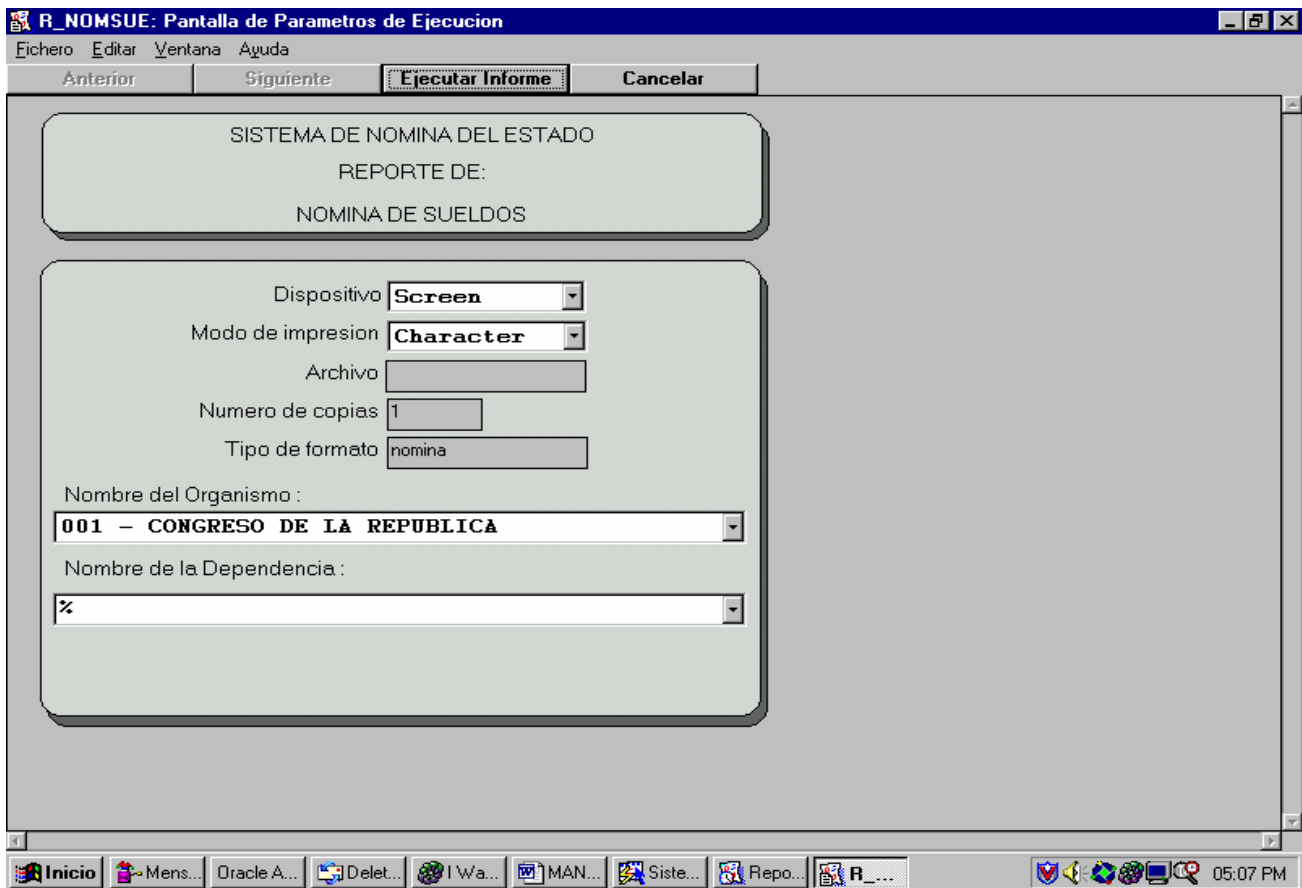 R_NOMSUE: Pantalla de Parametros de Ejecucion
Fichero Editar Ventana Ayuda
Anterior Siguiente Ejecutar Informe Cancelar
SISTEMA DE NOMINA DEL ESTADO
REPORTE DE:
NOMINA DE SUELDOS
Dispositivo Screen
Modo de impresion Character
Archivo
Numero de copias 1
Tipo de formato nomina
Nombre del Organismo :
001 - CONGRESO DE LA REPUBLICA
Nombre de la Dependencia :
%
Inicio Mens... Oracle A... Delet... I Wa... MAN... Siste... Repo... R_... 05:07 PM